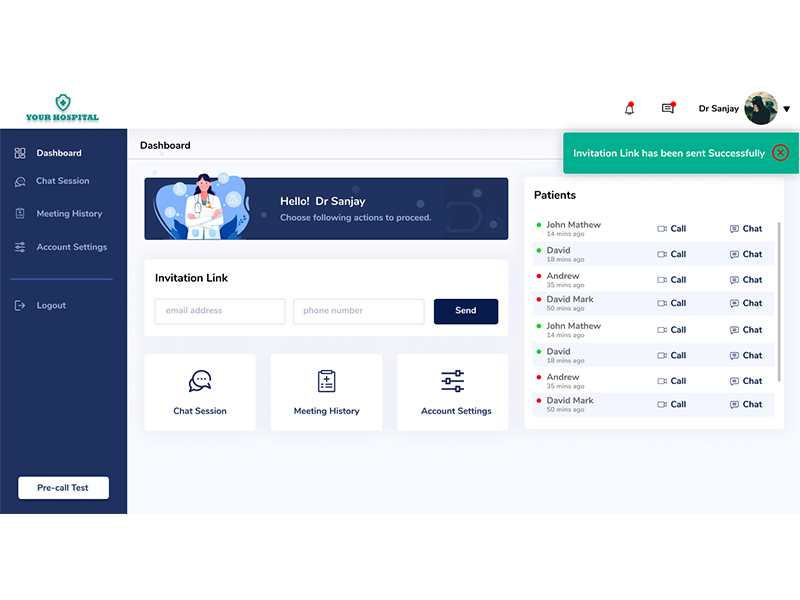 YOUR HOSPITAL
Dr Sanjay
Dashboard
Chat Session
Meeting History
Account Settings
Logout
Pre-call Test
Dashboard
Invitation Link has been sent Successfully
Hello! Dr Sanjay
Choose following actions to proceed.
Invitation Link
email address
phone number
Send
Chat Session
Meeting History
Account Settings
Patients
John Mathew
14 mins ago
Call
Chat
David
18 mins ago
Call
Chat
Andrew
35 mins ago
Call
Chat
David Mark
50 mins ago
Call
Chat
John Mathew
14 mins ago
Call
Chat
David
18 mins ago
Call
Chat
Andrew
35 mins ago
Call
Chat
David Mark
50 mins ago
Call
Chat